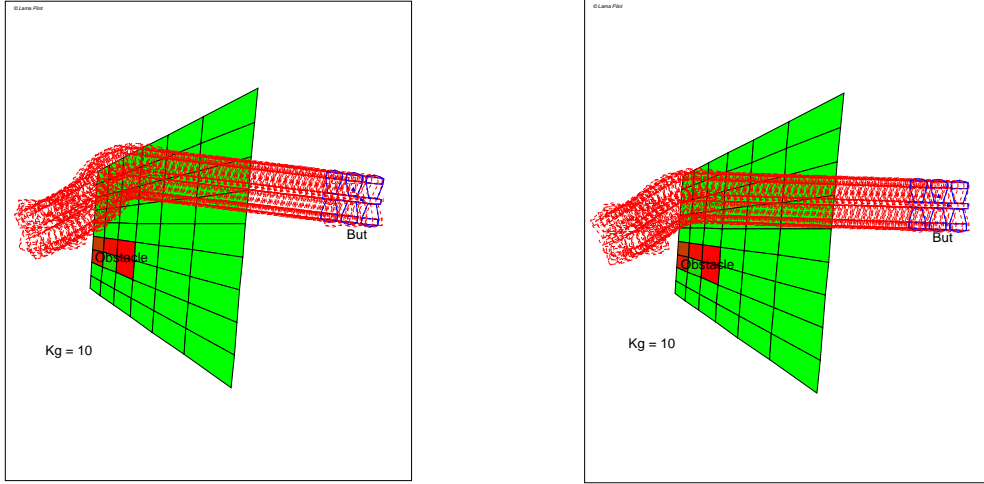 © Lama Pilot
But
Obstacle
Kg = 10
© Lama Pilot
But
Obstacle
Kg = 10